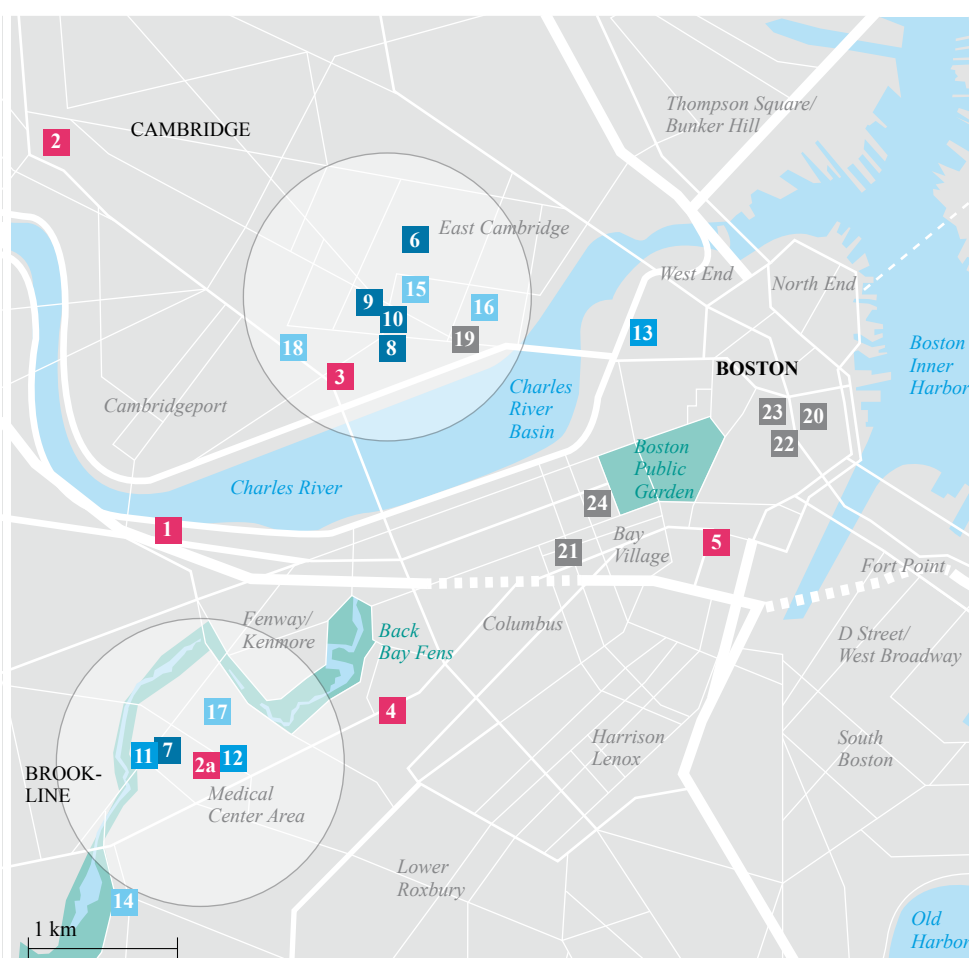 Thompson Square/
Bunker Hill
CAMBRIDGE
2
6
East Cambridge
West End
North End
15
9
16
10
13
19
18
8
Boston
Inner
Harbor
BOSTON
3
Charles
River
Basin
Cambridgeport
23
20
22
Boston
Public
Garden
Charles River
24
1
Bay
Village
5
21
Fort Point
Fenway/
Kenmore
Columbus
Back
Bay Fens
D Street/
West Broadway
17
4
Harrison
Lenox
South
Boston
11
7
2a
12
BROOK-
LINE
Medical
Center Area
Lower
Roxbury
14
1 km
Old
Harbor